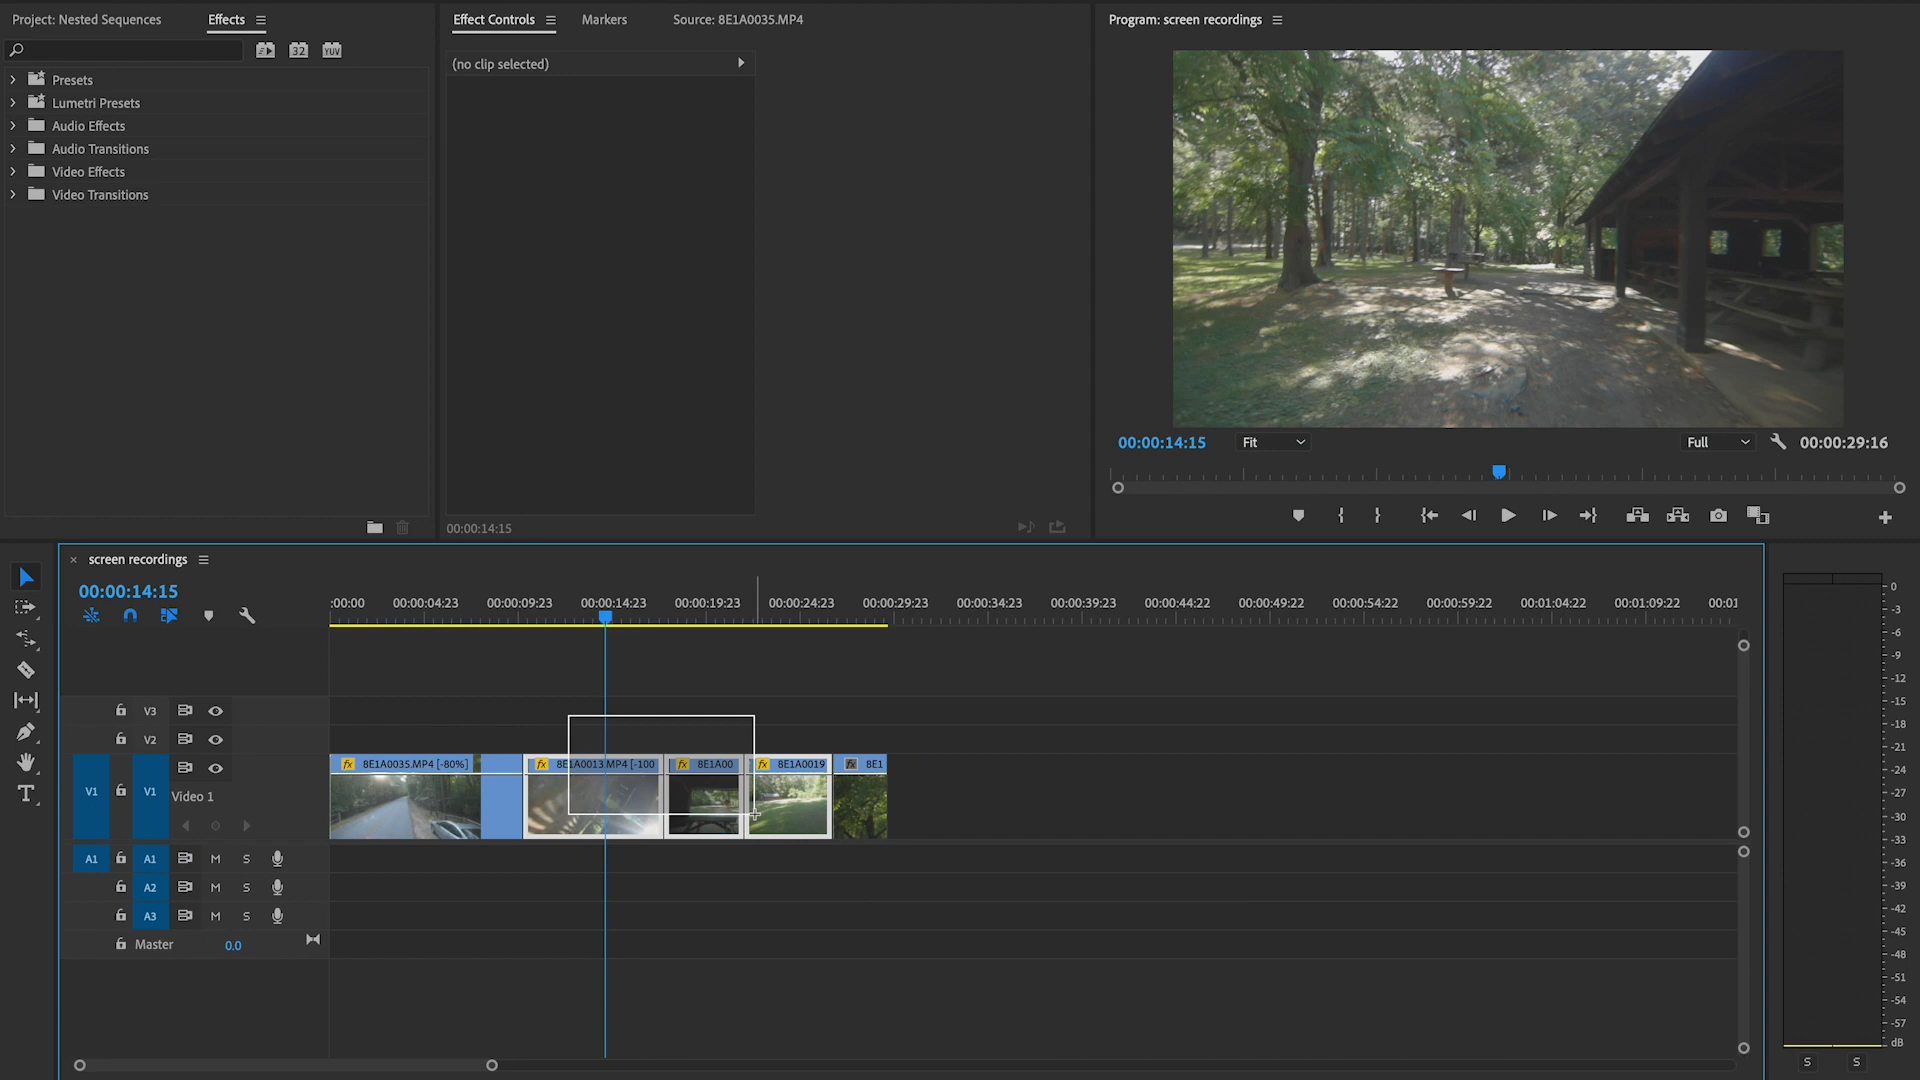 Project: Nested Sequences
Effects
32
YUV
Presets
Lumetri Presets
Audio Effects
Audio Transitions
Video Effects
Video Transitions
Effect Controls
Markers
Source: 8E1A0035.MP4
(no clip selected)
00:00:14:15
Program: screen recordings
00:00:14:15
Fit
Full
00:00:29:16
× screen recordings
00:00:14:15
:00:00 00:00:04:23 00:00:09:23 00:00:14:23 00:00:19:23 00:00:24:23 00:00:29:23 00:00:34:23 00:00:39:23 00:00:44:22 00:00:49:22 00:00:54:22 00:00:59:22 00:01:04:22 00:01:09:22 00:01
V3
V2
fx 8E1A0035.MP4 [-80%] fx 8E1A0013.MP4 [-100 fx 8E1A00 fx 8E1A0019 fx 8E1
V1 V1
Video 1
A1 A1 M S
A2 M S
A3 M S
Master 0.0
0
-3
-6
-9
-12
-15
-18
-21
-24
-27
-30
-33
-36
-39
-42
-45
-48
-51
-54
-57
dB
S S